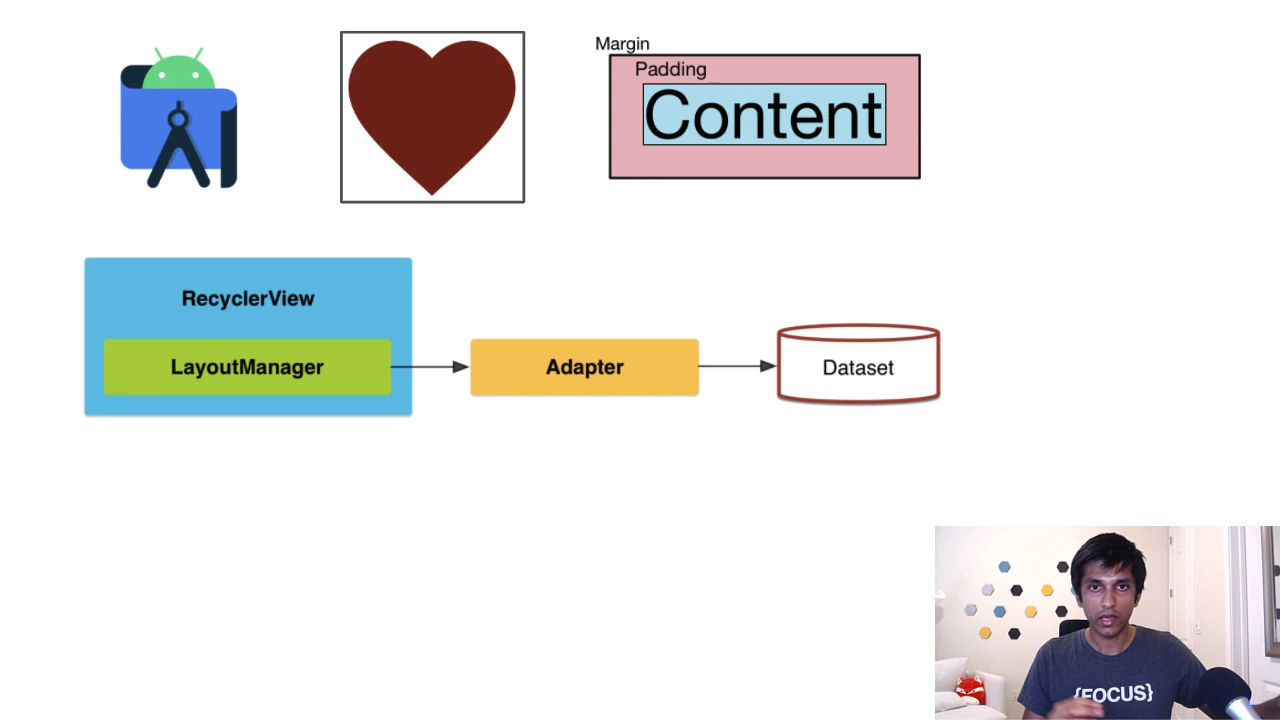 Margin
Padding
Content
RecyclerView
LayoutManager
Adapter
Dataset
{FOCUS}